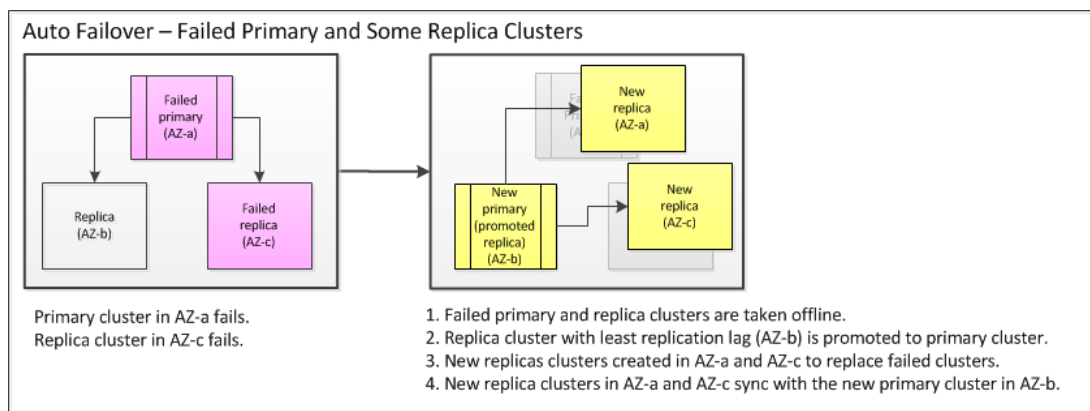 Auto Failover – Failed Primary and Some Replica Clusters
Failed
primary
(AZ-a)
Replica
(AZ-b)
Failed
replica
(AZ-c)
New
replica
(AZ-a)
New
primary
(promoted
replica)
(AZ-b)
New
replica
(AZ-c)
Primary cluster in AZ-a fails.
Replica cluster in AZ-c fails.
1. Failed primary and replica clusters are taken offline.
2. Replica cluster with least replication lag (AZ-b) is promoted to primary cluster.
3. New replicas clusters created in AZ-a and AZ-c to replace failed clusters.
4. New replica clusters in AZ-a and AZ-c sync with the new primary cluster in AZ-b.